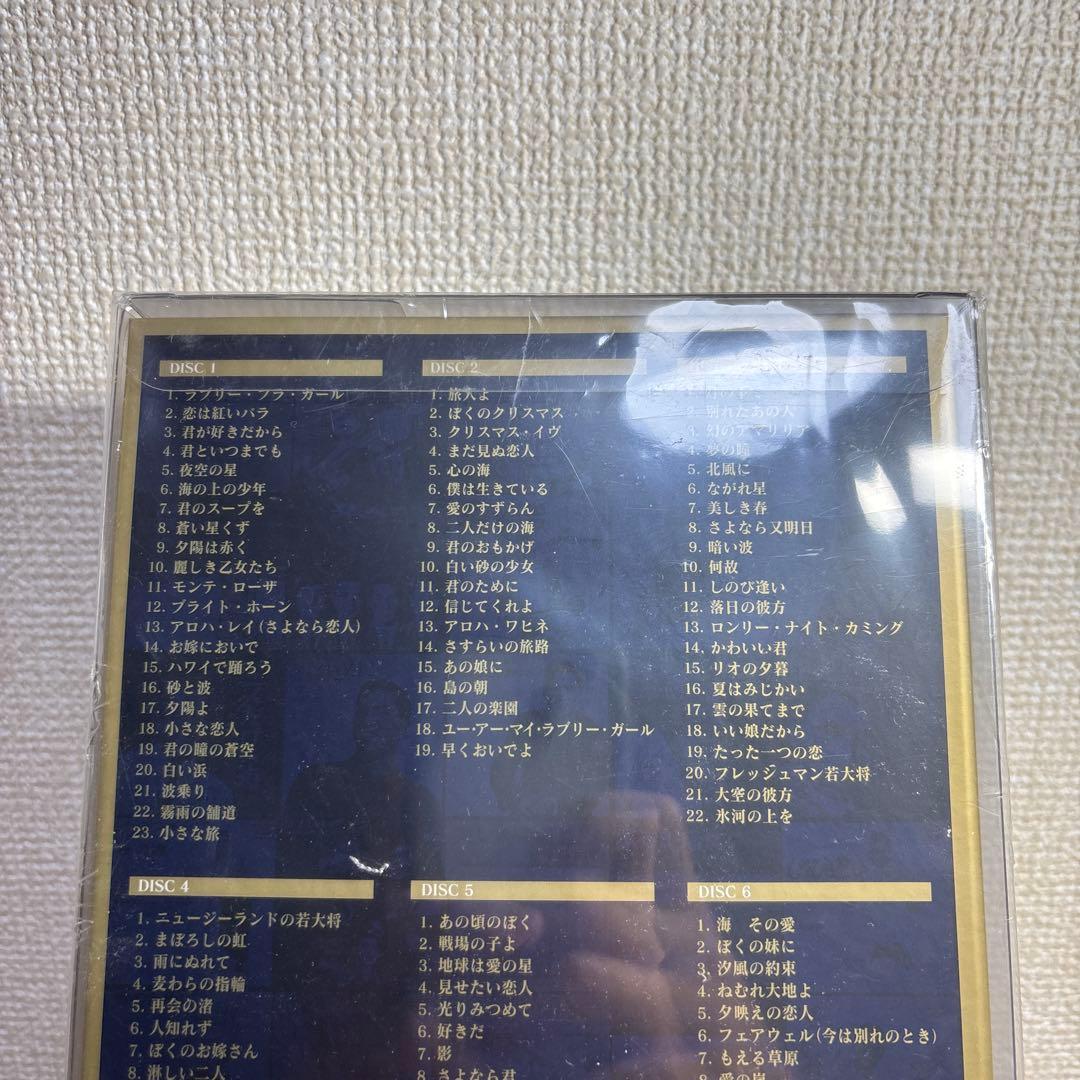 DISC 1
1. ラブリー・フラ・ガール
2. 恋は紅いバラ
3. 君が好きだから
4. 君といつまでも
5. 夜空の星
6. 海の上の少年
7. 君のスープを
8. 蒼い星くず
9. 夕陽は赤く
10. 麗しき乙女たち
11. モンテ・ローザ
12. ブライト・ホーン
13. アロハ・レイ(さよなら恋人)
14. お嫁においで
15. ハワイで踊ろう
16. 砂と波
17. 夕陽よ
18. 小さな恋人
19. 君の瞳の蒼空
20. 白い浜
21. 波乗り
22. 霧雨の舗道
23. 小さな旅
DISC 2
1. 旅人よ
2. ぼくのクリスマス
3. クリスマス・イヴ
4. まだ見ぬ恋人
5. 心の海
6. 僕は生きている
7. 愛のすずらん
8. 二人だけの海
9. 君のおもかげ
10. 白い砂の少女
11. 君のために
12. 信じてくれよ
13. アロハ・ワヒネ
14. さすらいの旅路
15. あの娘に
16. 島の朝
17. 二人の楽園
18. ユー・アー・マイ・ラブリー・ガール
19. 早くおいでよ
2. 別れたあの人
3. 幻のアマリリア
4. 夢の瞳
5. 北風に
6. ながれ星
7. 美しき春
8. さよなら又明日
9. 暗い波
10. 何故
11. しのび逢い
12. 落日の彼方
13. ロンリー・ナイト・カミング
14. かわいい君
15. リオの夕暮
16. 夏はみじかい
17. 雲の果てまで
18. いい娘だから
19. たった一つの恋
20. フレッシュマン若大将
21. 大空の彼方
22. 氷河の上を
DISC 4
1. ニュージーランドの若大将
2. まぼろしの虹
3. 雨にぬれて
4. 麦わらの指輪
5. 再会の渚
6. 人知れず
7. ぼくのお嫁さん
8. 淋しい二人
DISC 5
1. あの頃のぼく
2. 戦場の子よ
3. 地球は愛の星
4. 見せたい恋人
5. 光りみつめて
6. 好きだ
7. 影
8. さよなら君
DISC 6
1. 海 その愛
2. ぼくの妹に
3. 汐風の約束
4. ねむれ大地よ
5. 夕映えの恋人
6. フェアウェル(今は別れのとき)
7. もえる草原
8. 愛の嵐